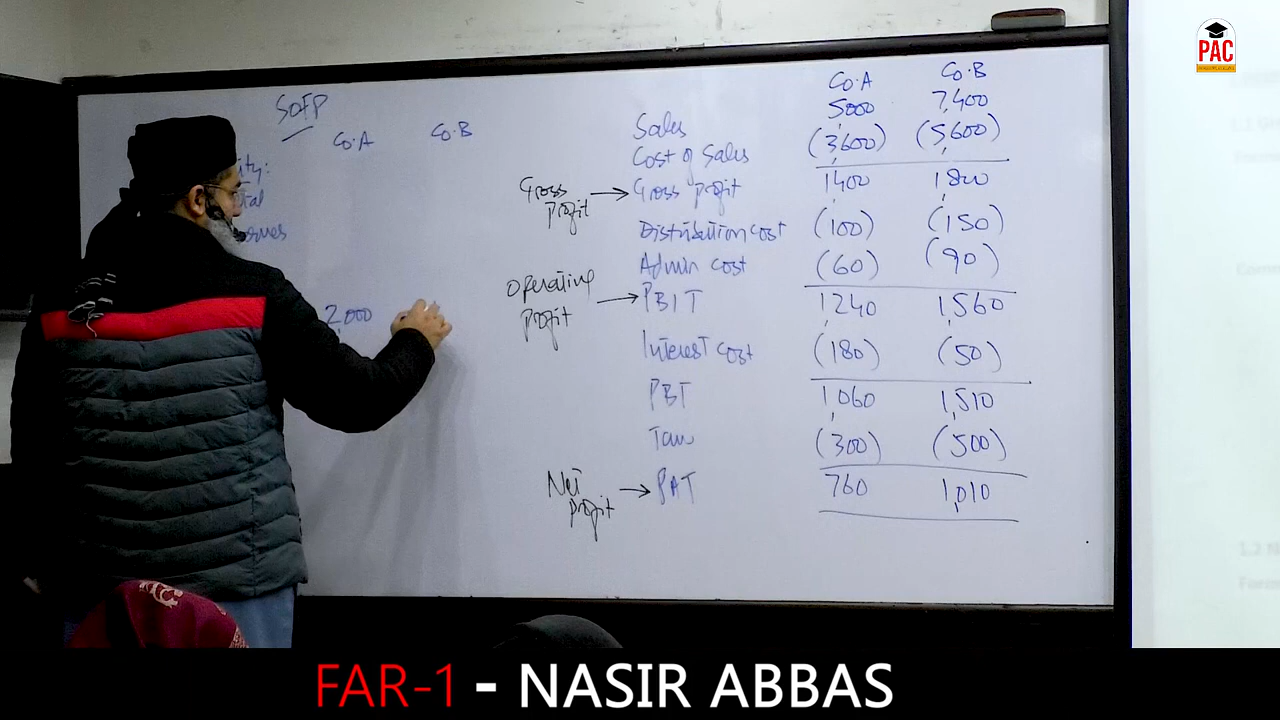 PAC
SOFP
Co.A Co.B
ity:
tal
2,000
Co.A Co.B
Sales 5000 7,400
Cost of Sales (3,600) (5,600)
Gross Profit → Gross profit 1,400 1,800
Distribution cost (100) (150)
Admin cost (60) (90)
Operative Profit → PBIT 1,240 1,560
Interest cost (180) (50)
PBT 1,060 1,510
Tax (300) (500)
Net Profit → PAT 760 1,010
FAR-1 - NASIR ABBAS